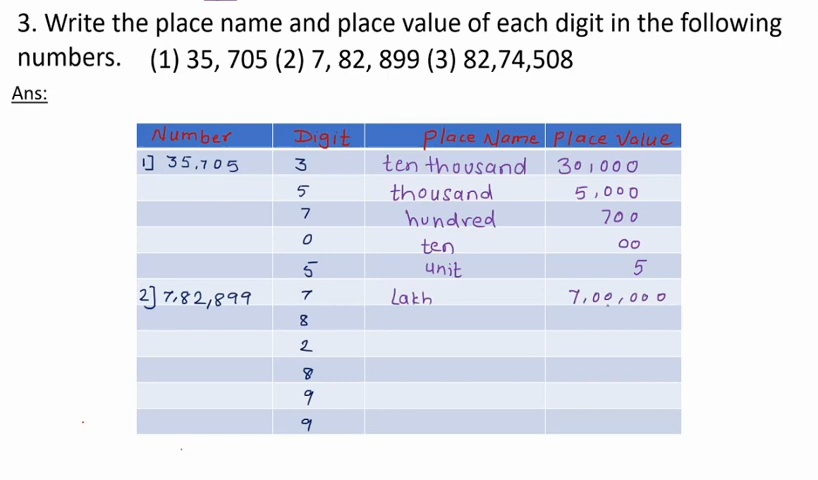 3. Write the place name and place value of each digit in the following
numbers. (1) 35, 705 (2) 7, 82, 899 (3) 82,74,508
Ans:
Number Digit Place Name Place Value
1] 35,705 3 ten thousand 30,000
5 thousand 5,000
7 hundred 700
0 ten 00
5 unit 5
2] 7,82,899 7 Lakh 7,00,000
8
2
8
9
9